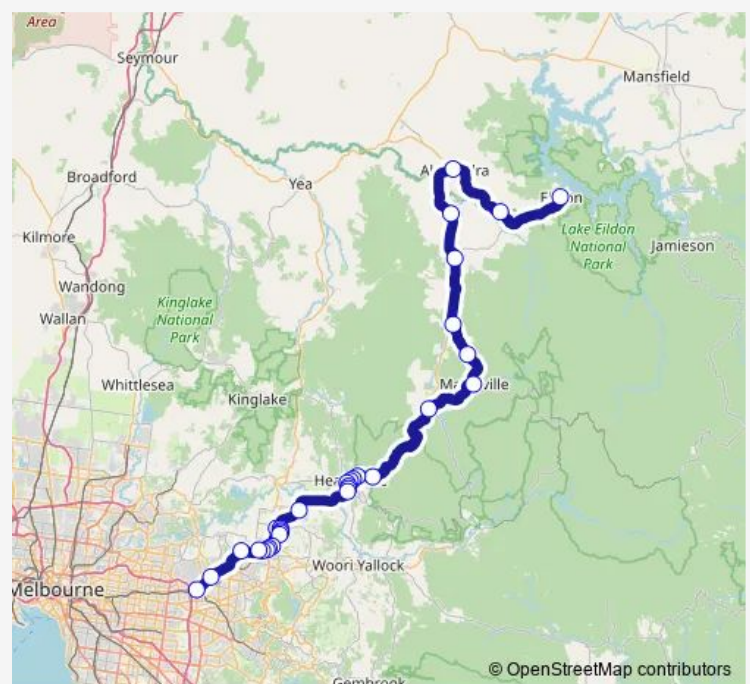 Area
Seymour
Mansfield
Broadford
Yea
Kilmore
Lake Eildon
National
Park
Jamieson
Wandong
Kinglake
National
Park
Wallan
Whittlesea
Kinglake
Woori Yallock
Melbourne
Gembrook
© OpenStreetMap contributors